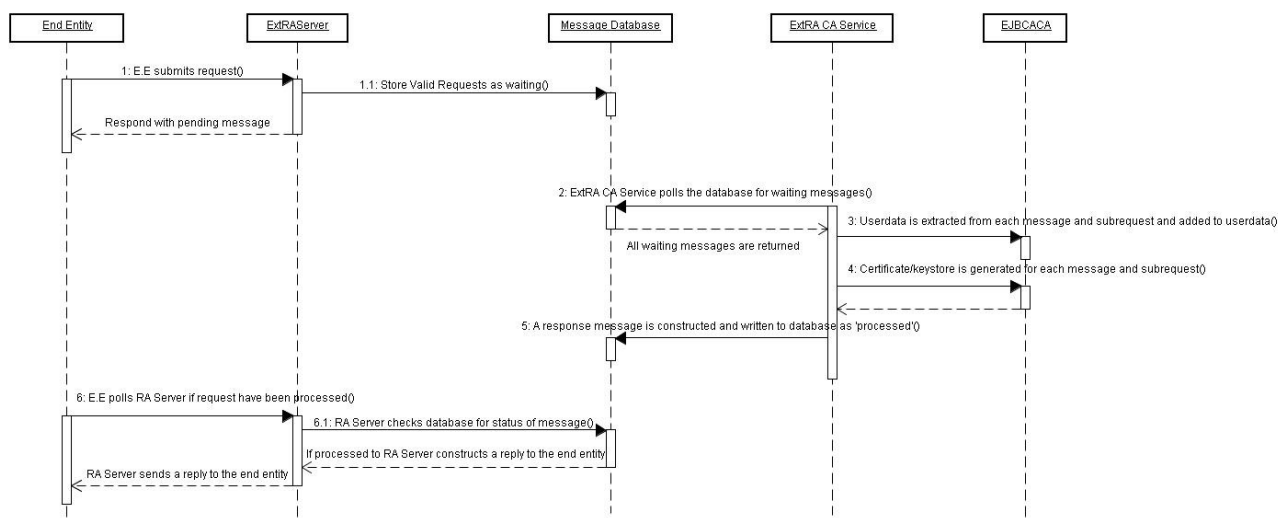 End Entity
ExtRAServer
Message Database
ExtRA CA Service
EJBCACA
1: E.E submits request()
1.1: Store Valid Requests as waiting()
Respond with pending message
2: ExtRA CA Service polls the database for waiting messages()
3: Userdata is extracted from each message and subrequest and added to userdata()
All waiting messages are returned
4: Certificate/keystore is generated for each message and subrequest()
5: A response message is constructed and written to database as 'processed'()
6: E.E polls RA Server if request have been processed()
6.1: RA Server checks database for status of message()
If processed to RA Server constructs a reply to the end entity
RA Server sends a reply to the end entity